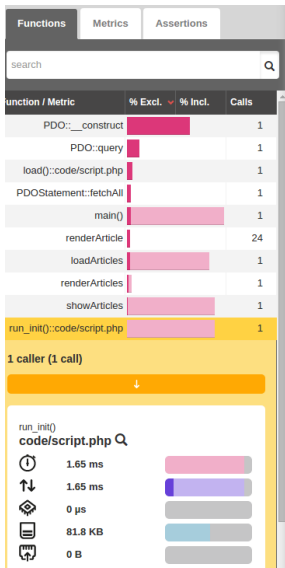 Functions Metrics Assertions
search
Function / Metric % Excl. % Incl. Calls
PDO::__construct 1
PDO::query 1
load()::code/script.php 1
PDOStatement::fetchAll 1
main() 1
renderArticle 24
loadArticles 1
renderArticles 1
showArticles 1
run_init()::code/script.php 1
1 caller (1 call)
run_init()
code/script.php
1.65 ms
1.65 ms
0 µs
81.8 KB
0 B